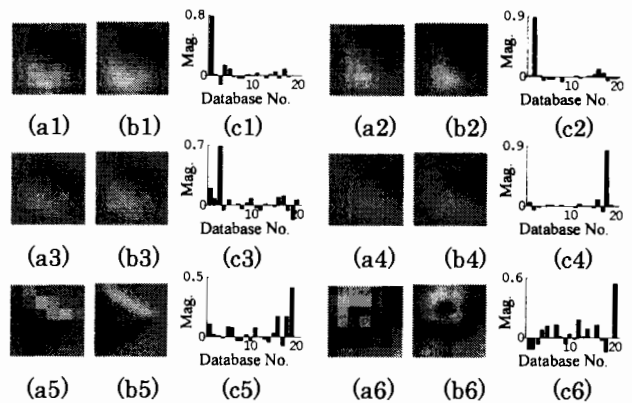 0.8
Mag.
0
10 20
Database No.
(a1) (b1) (c1)
0.9
Mag.
0
10 20
Database No.
(a2) (b2) (c2)
0.7
Mag.
0
10 20
Database No.
(a3) (b3) (c3)
0.9
Mag.
0
10 20
Database No.
(a4) (b4) (c4)
0.5
Mag.
0
10 20
Database No.
(a5) (b5) (c5)
0.6
Mag.
0
10 20
Database No.
(a6) (b6) (c6)